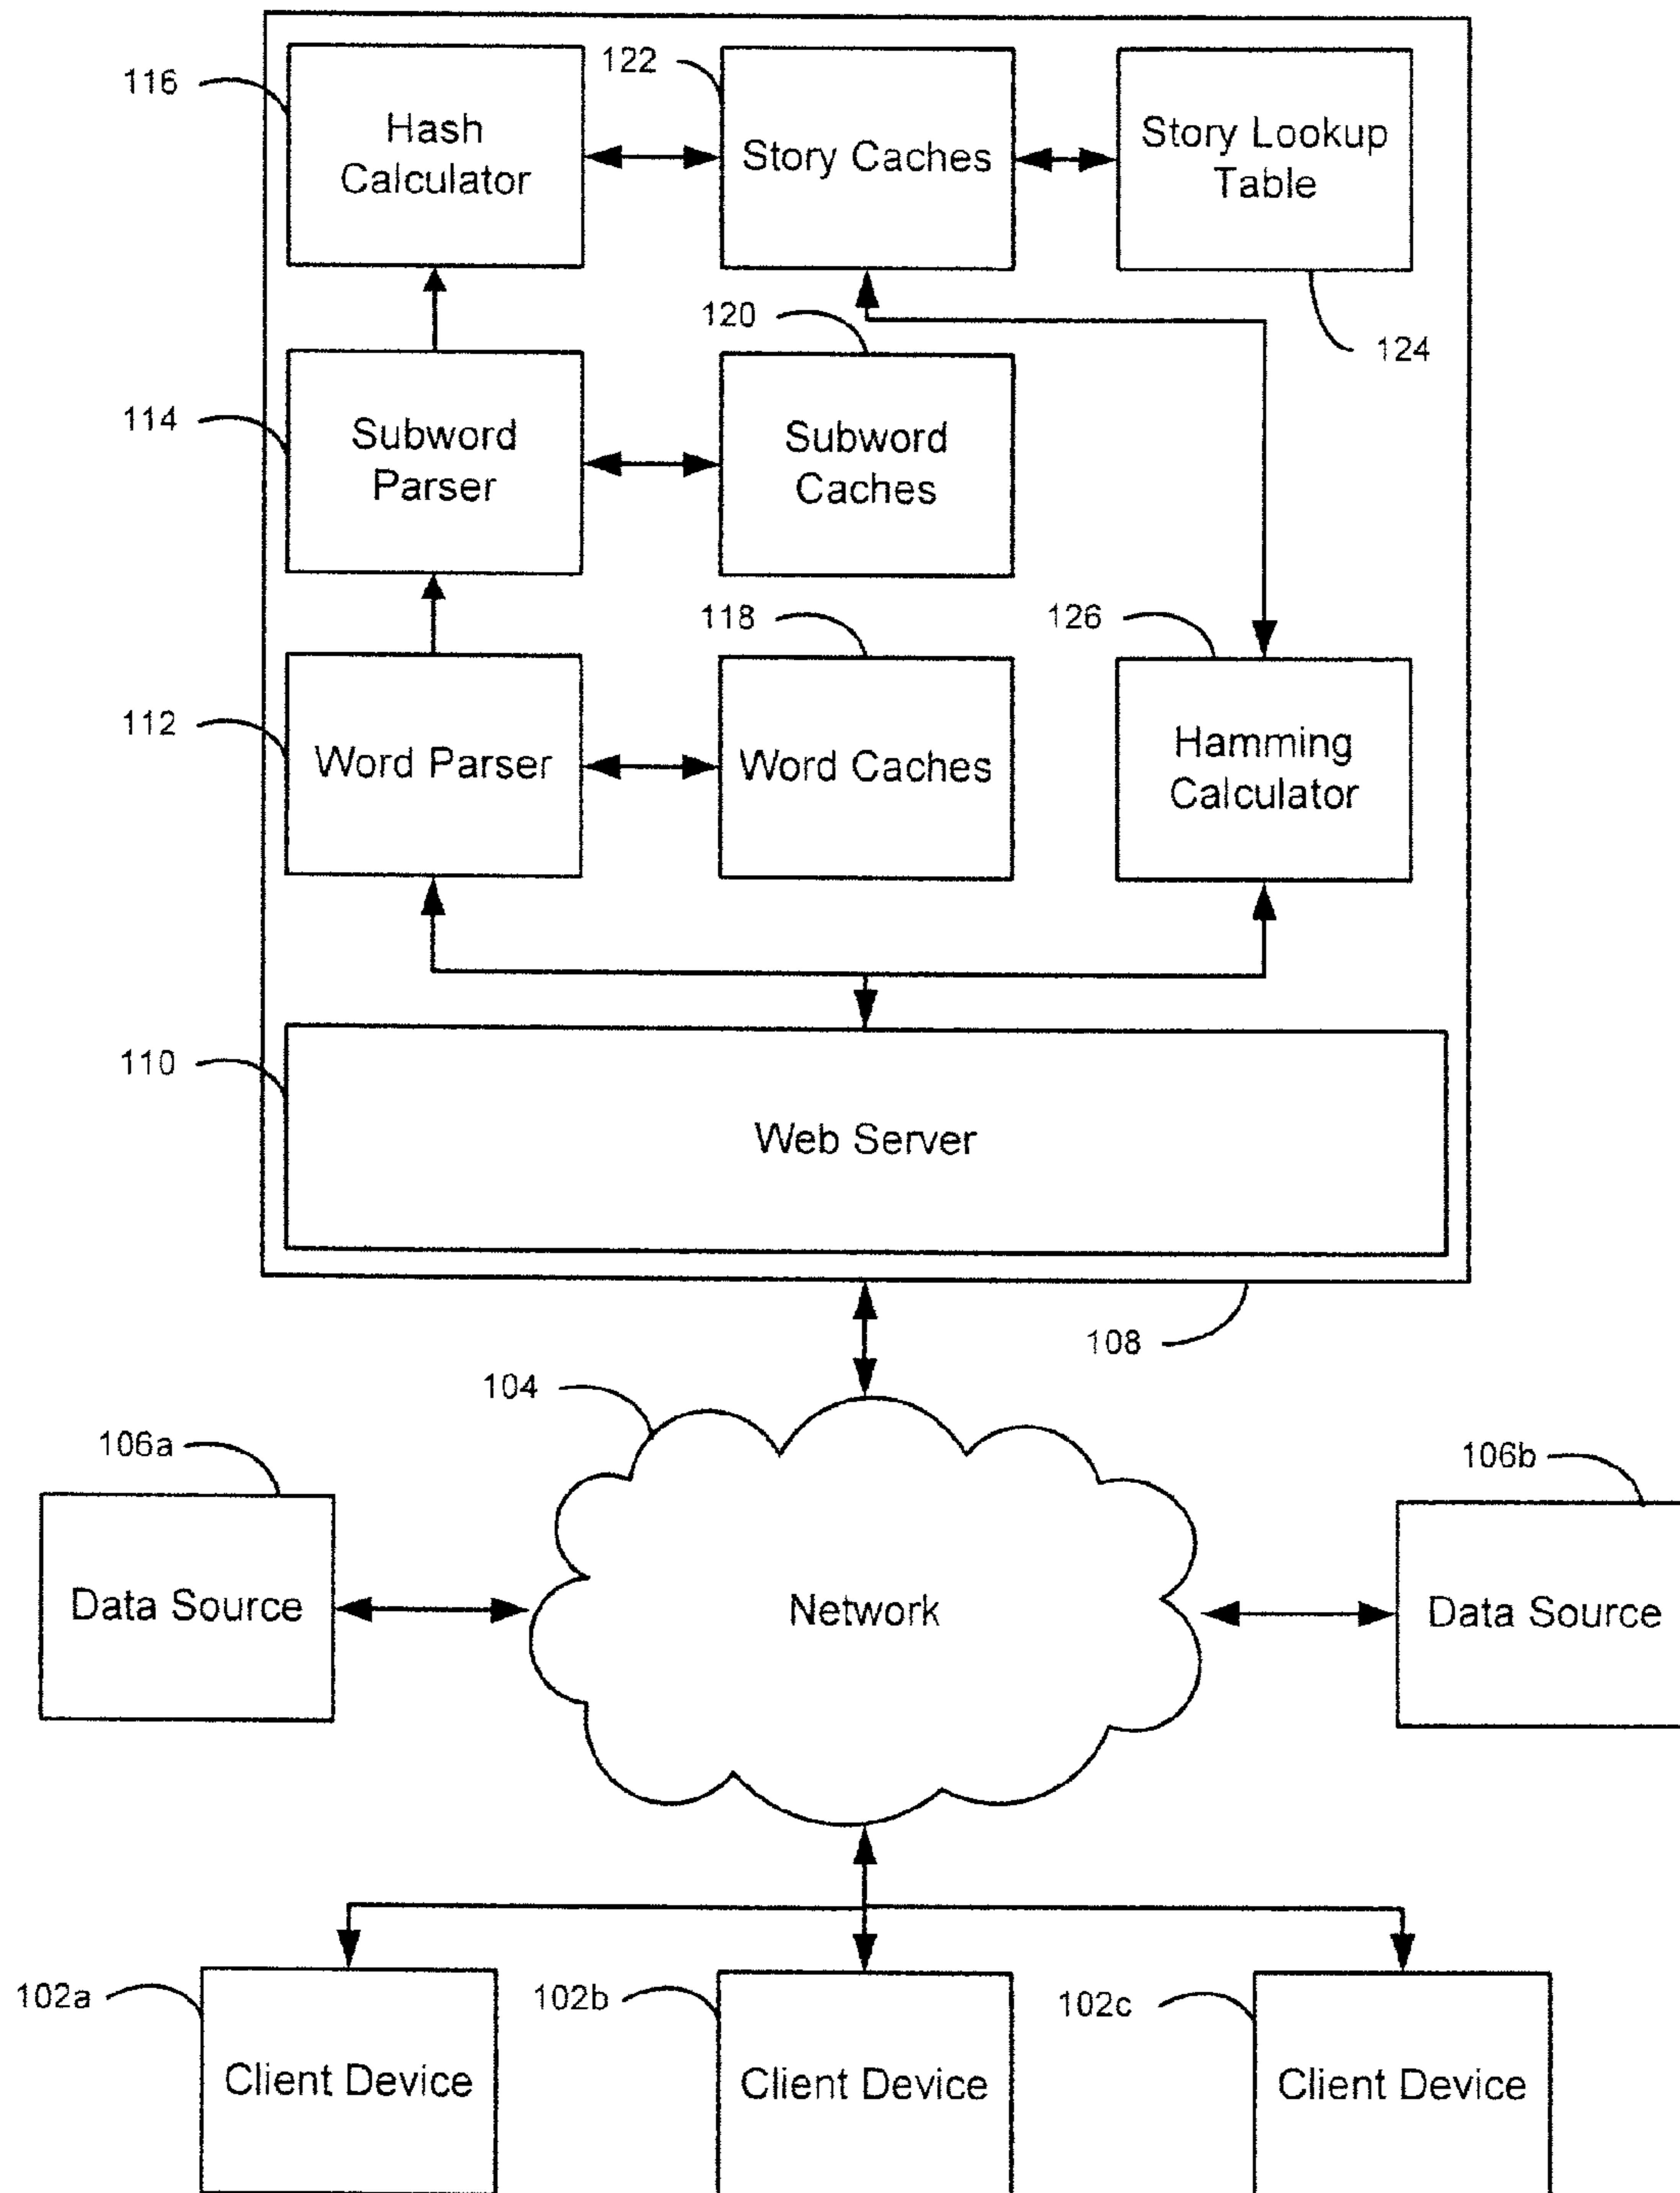 122
116
Hash
Calculator
Story Caches
Story Lookup
Table
120
124
114
Subword
Parser
Subword
Caches
118
126
112
Word Parser
Word Caches
Hamming
Calculator
110
Web Server
108
104
106a
106b
Data Source
Network
Data Source
102a
102b
102c
Client Device
Client Device
Client Device